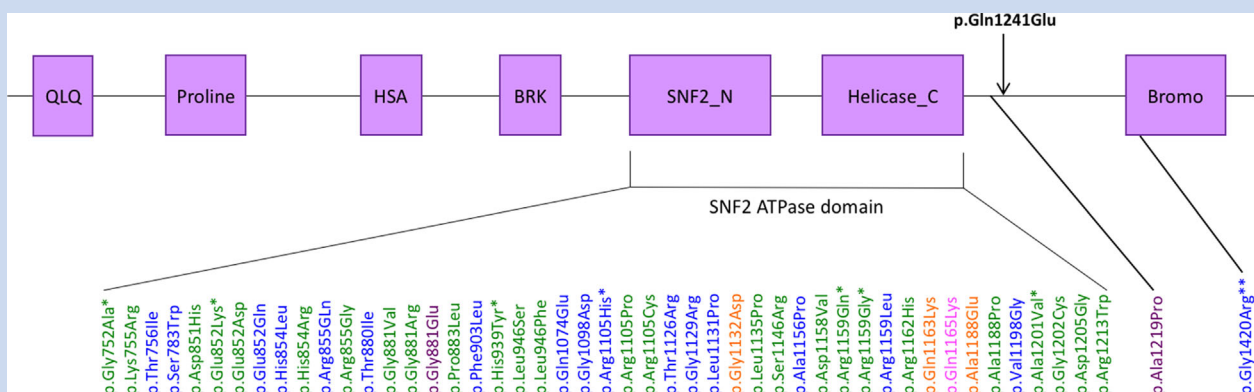 p.Gln1241Glu
QLQ
Proline
HSA
BRK
SNF2_N
Helicase_C
Bromo
SNF2 ATPase domain
p.Gly752Ala*
p.Lys755Arg
p.Thr756Ile
p.Ser783Trp
p.Asp851His
p.Glu852Lys*
p.Glu852Asp
p.Glu852Gln
p.His854Leu
p.His854Arg
p.Arg855Gln
p.Arg855Gly
p.Thr880Ile
p.Gly881Val
p.Gly881Arg
p.Gly881Glu
p.Pro883Leu
p.Phe903Leu
p.His939Tyr*
p.Leu946Ser
p.Leu946Phe
p.Gln1074Glu
p.Gly1098Asp
p.Arg1105His*
p.Arg1105Pro
p.Arg1105Cys
p.Thr1126Arg
p.Gly1129Arg
p.Leu1131Pro
p.Gly1132Asp
p.Leu1135Pro
p.Ser1146Arg
p.Ala1156Pro
p.Asp1158Val
p.Arg1159Gln*
p.Arg1159Gly*
p.Arg1159Leu
p.Arg1162His
p.Gln1163Lys
p.Gln1165Lys
p.Ala1188Glu
p.Ala1188Pro
p.Val1198Gly
p.Ala1201Val*
p.Gly1202Cys
p.Asp1205Gly
p.Arg1213Trp
p.Ala1219Pro
p.Gly1420Arg**